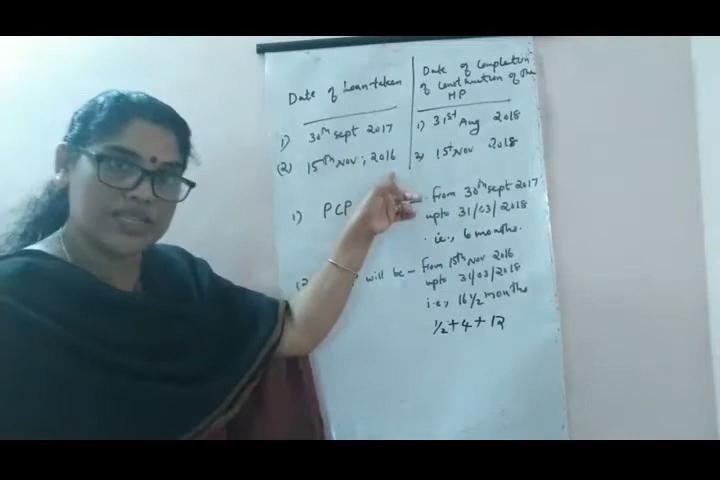 Date of Loan taken
1) 30th sept 2017
(2) 15th Nov; 2016
Date of Completion
of Construction of the
HP
1) 31st Aug 2018
2) 15t Nov 2018
1) PCP
- from 30th sept 2017
upto 31/03/2018
. ie., 6 months.
will be - from 15th Nov 2016
upto 31/03/2018
i.e, 16½ months
½+4+12